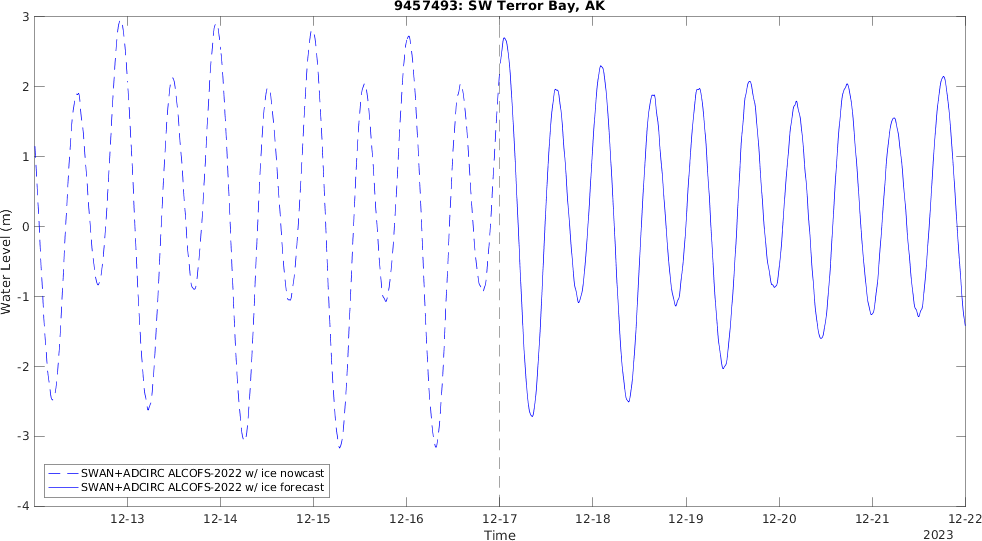 9457493: SW Terror Bay, AK
3
2
1
0
-1
-2
-3
-4
Water Level (m)
SWAN+ADCIRC ALCOFS-2022 w/ ice nowcast
SWAN+ADCIRC ALCOFS-2022 w/ ice forecast
12-13 12-14 12-15 12-16 12-17 12-18 12-19 12-20 12-21 12-22
Time
2023